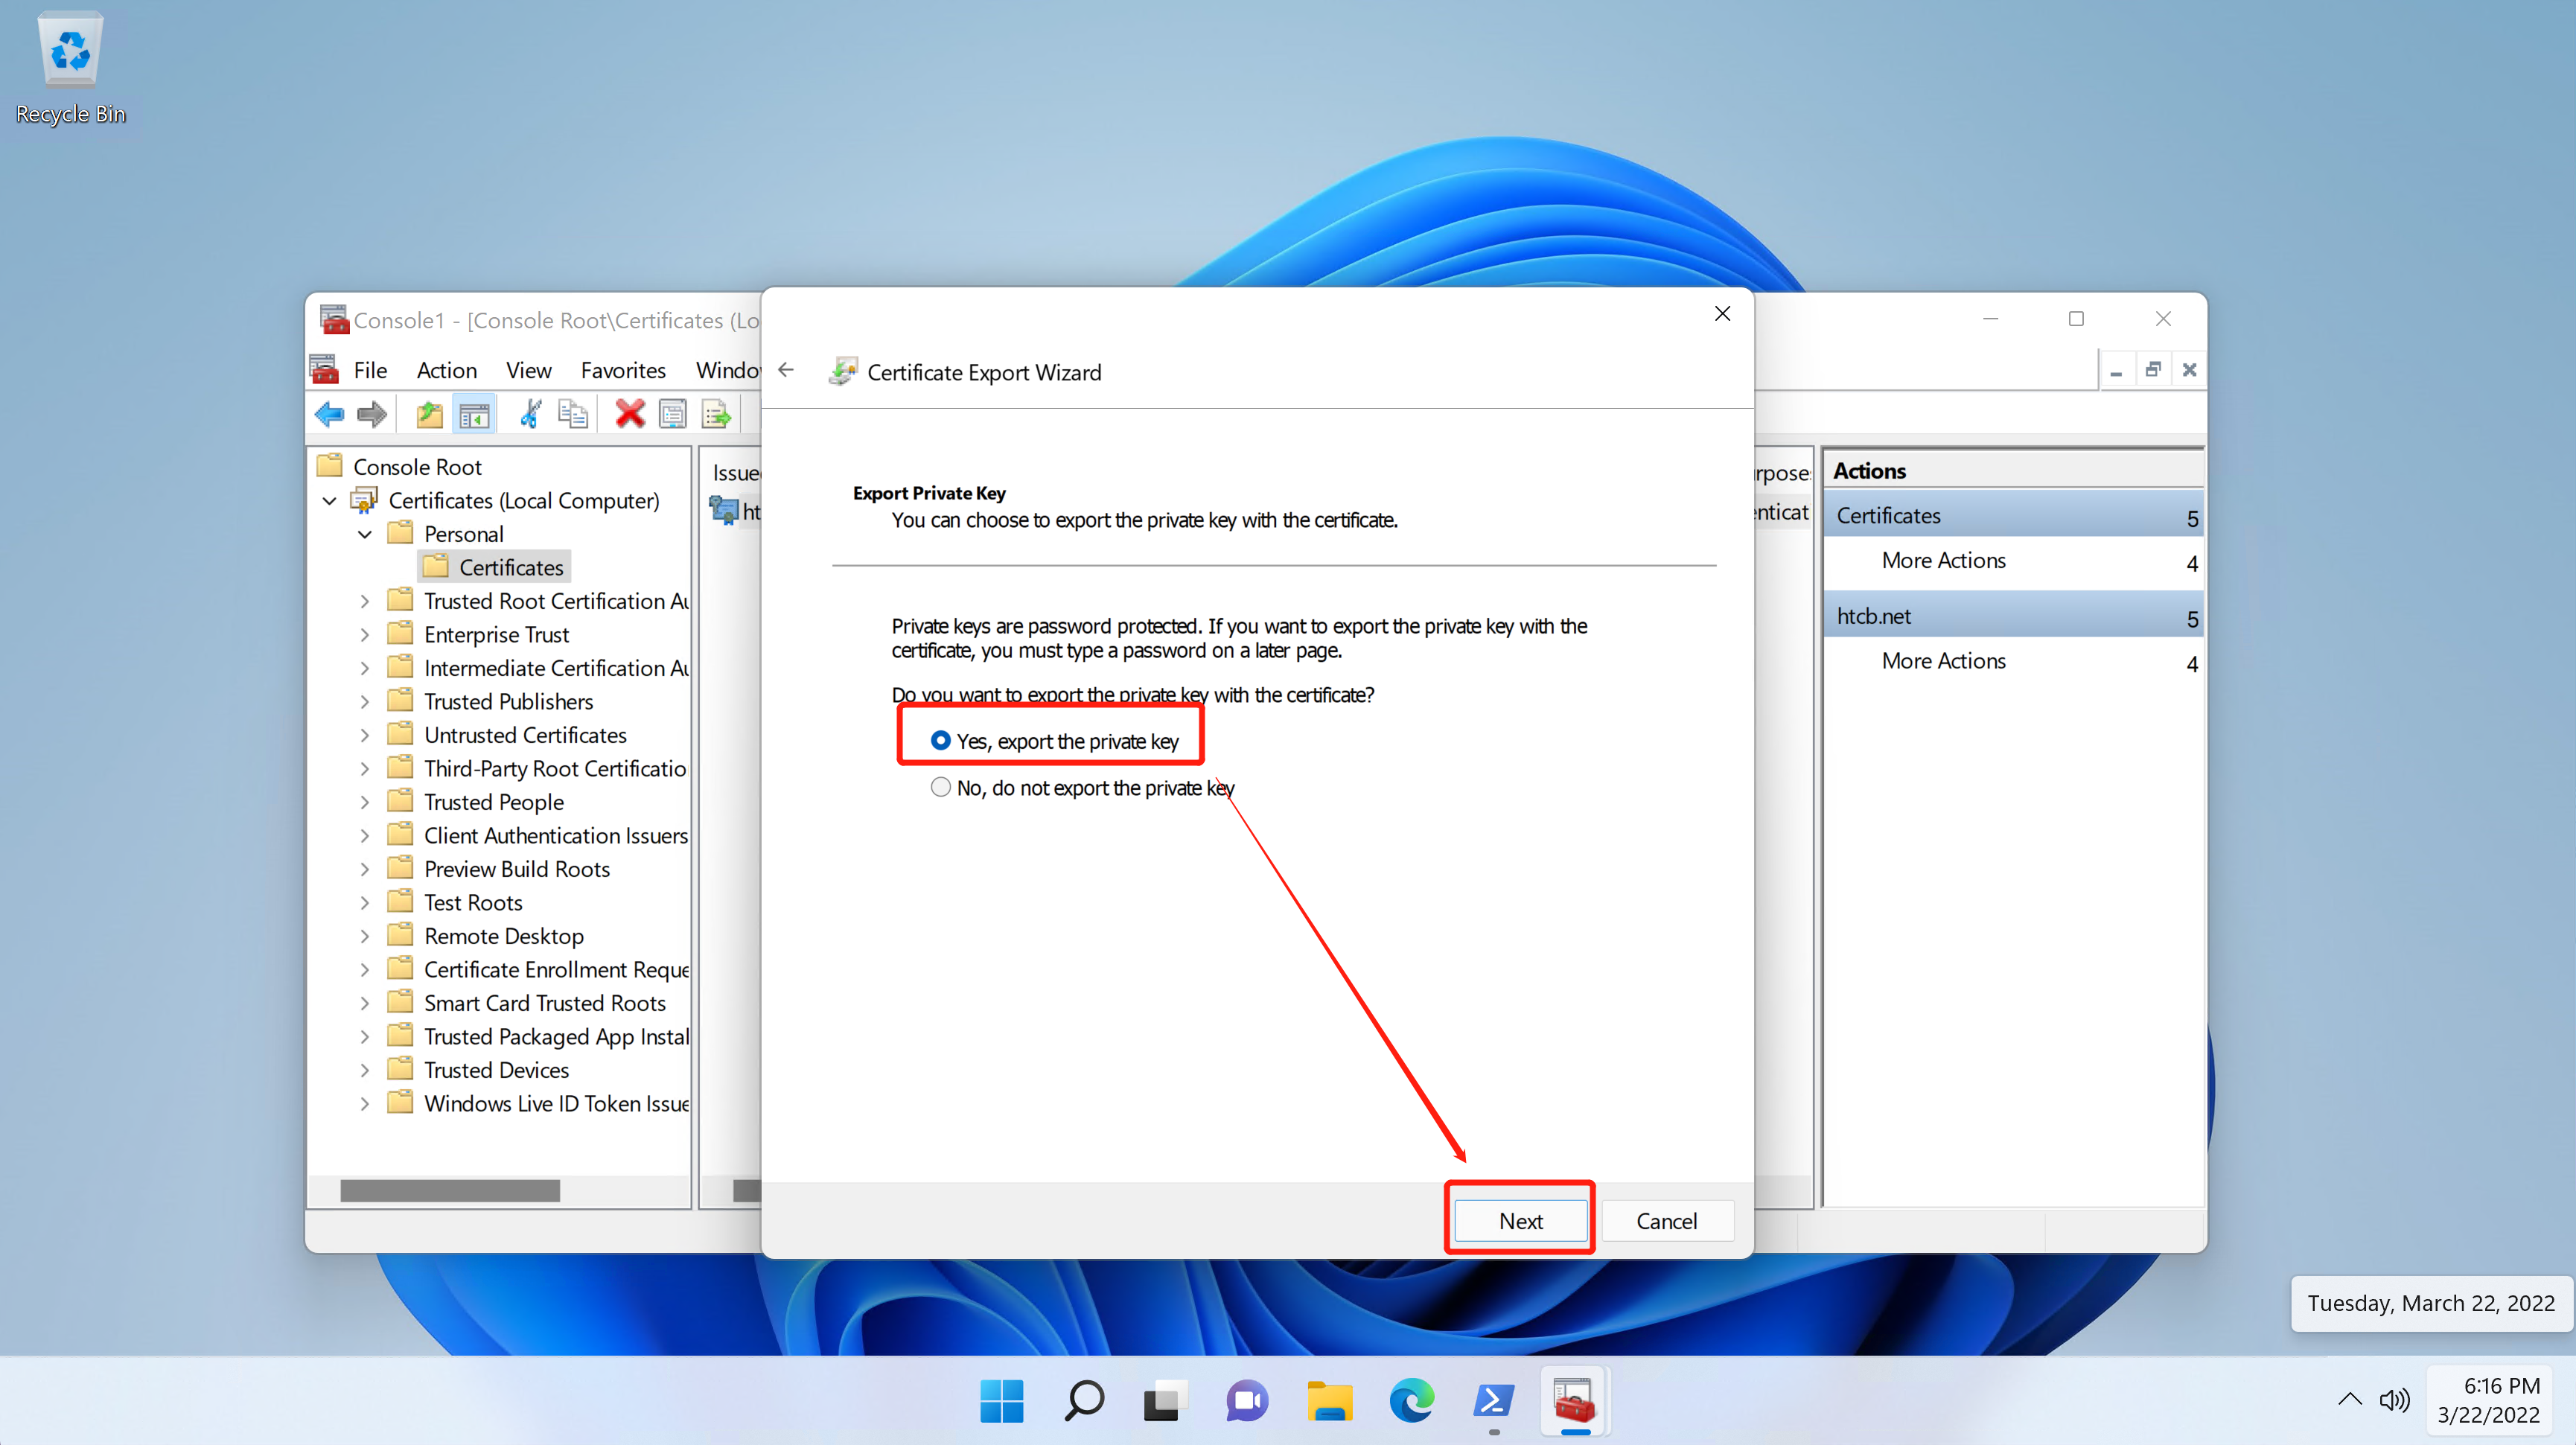 Recycle Bin
Console1 - [Console Root\Certificates (Lo
File Action View Favorites Windo
Console Root
Certificates (Local Computer)
Personal
Certificates
Trusted Root Certification Au
Enterprise Trust
Intermediate Certification Au
Trusted Publishers
Untrusted Certificates
Third-Party Root Certificatio
Trusted People
Client Authentication Issuers
Preview Build Roots
Test Roots
Remote Desktop
Certificate Enrollment Reque
Smart Card Trusted Roots
Trusted Packaged App Instal
Trusted Devices
Windows Live ID Token Issue
Issue
ht
Certificate Export Wizard
Export Private Key
You can choose to export the private key with the certificate.
Private keys are password protected. If you want to export the private key with the
certificate, you must type a password on a later page.
Do you want to export the private key with the certificate?
Yes, export the private key
No, do not export the private key
Next
Cancel
rpose
nticat
Actions
Certificates 5
More Actions 4
htcb.net 5
More Actions 4
Tuesday, March 22, 2022
6:16 PM
3/22/2022